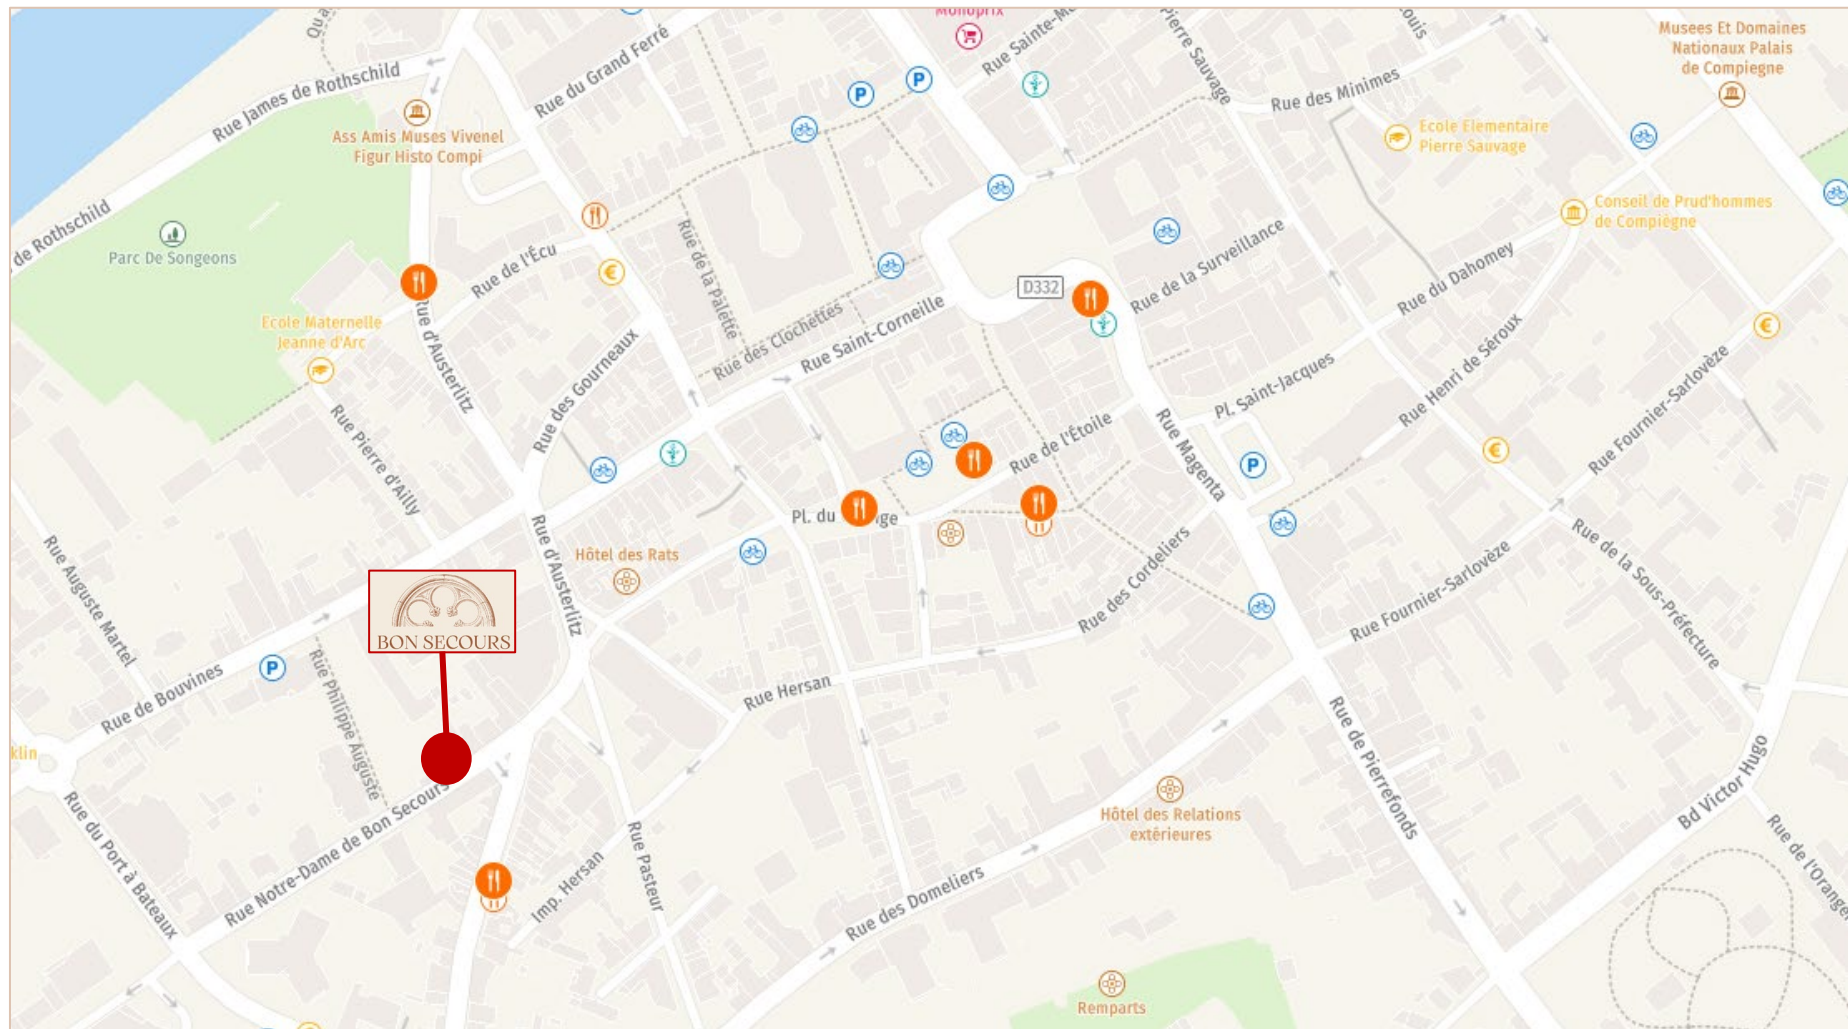 Monoprix
Musees Et Domaines
Nationaux Palais
de Compiegne
Rue James de Rothschild
Rue du Grand Ferré
Rue Sainte-M
Pierre Sauvage
Rue des Minimes
P
P
Ass Amis Muses Vivenel
Figur Histo Compi
Ecole Elementaire
Pierre Sauvage
Conseil de Prud'hommes
de Compiègne
de Rothschild
Parc De Songeons
Rue de l'Écu
Rue de la Palette
€
D332
Rue de la Surveillance
Rue du Dahomey
Ecole Maternelle
Jeanne d'Arc
Rue d'Austerlitz
Rue des Gourneaux
Rue des Clochettes
Rue Saint-Corneille
€
Rue Pierre d'Ailly
Pl. Saint-Jacques
Rue Henri de Séroux
Rue Fournier-Sarlovèze
Rue de l'Étoile
Rue Magenta
€
P
Pl. du
ge
Rue d'Austerlitz
Hôtel des Rats
Rue Auguste Martel
Rue des Cordeliers
Rue Fournier-Sarlovèze
Rue de la Sous-Préfecture
BON SECOURS
P
Rue de Bouvines
Rue Philippe Auguste
Rue Hersan
klin
Rue de Pierrefonds
Bd Victor Hugo
Rue du Port à Bateaux
Rue Notre-Dame de Bon Secours
Hôtel des Relations
extérieures
Rue Pasteur
Imp. Hersan
Rue des Domeliers
Rue de l'Oranger
Remparts